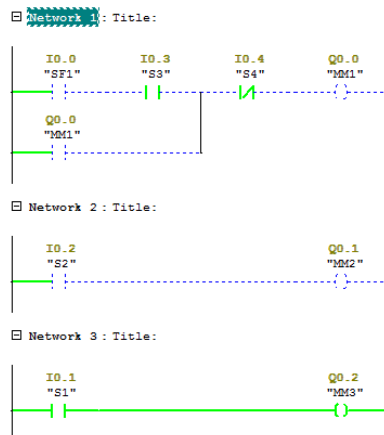 Network 1: Title:
I0.0 I0.3 I0.4 Q0.0
"SF1" "S3" "S4" "MM1"
Q0.0
"MM1"
Network 2 : Title:
I0.2 Q0.1
"S2" "MM2"
Network 3 : Title:
I0.1 Q0.2
"S1" "MM3"